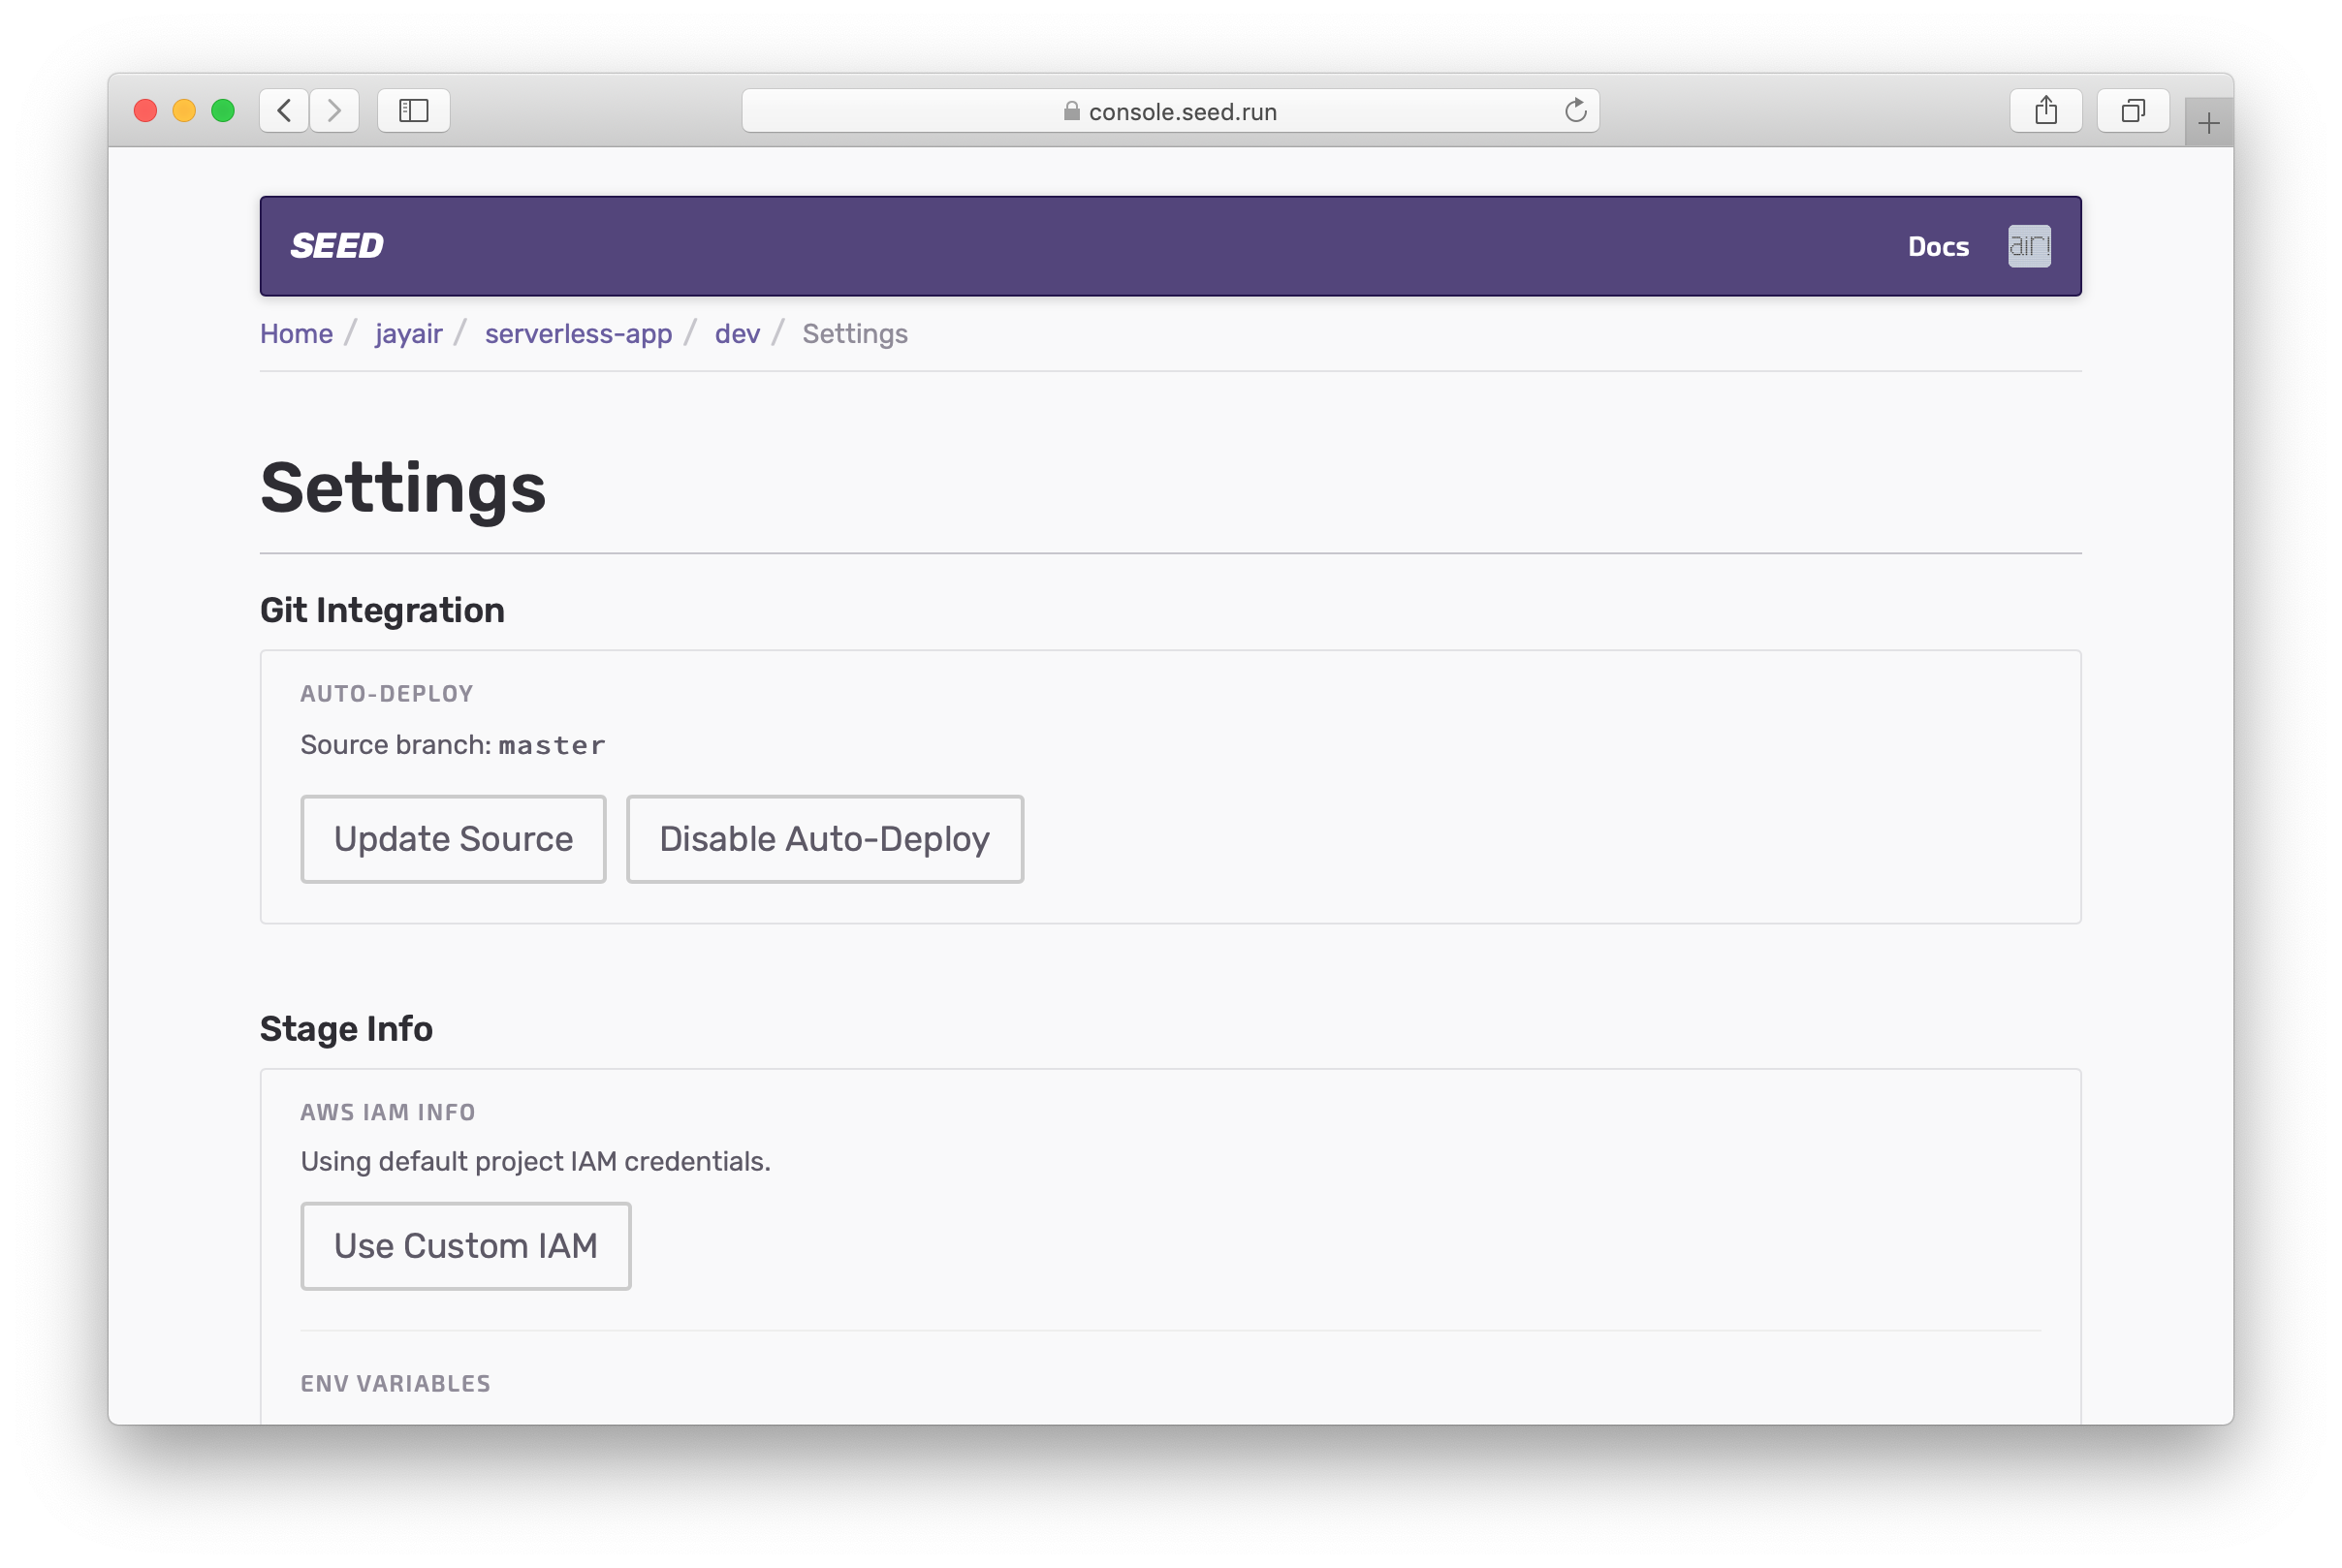 console.seed.run
SEED
Docs
Home / jayair / serverless-app / dev / Settings
Settings
Git Integration
AUTO-DEPLOY
Source branch: master
Update Source
Disable Auto-Deploy
Stage Info
AWS IAM INFO
Using default project IAM credentials.
Use Custom IAM
ENV VARIABLES